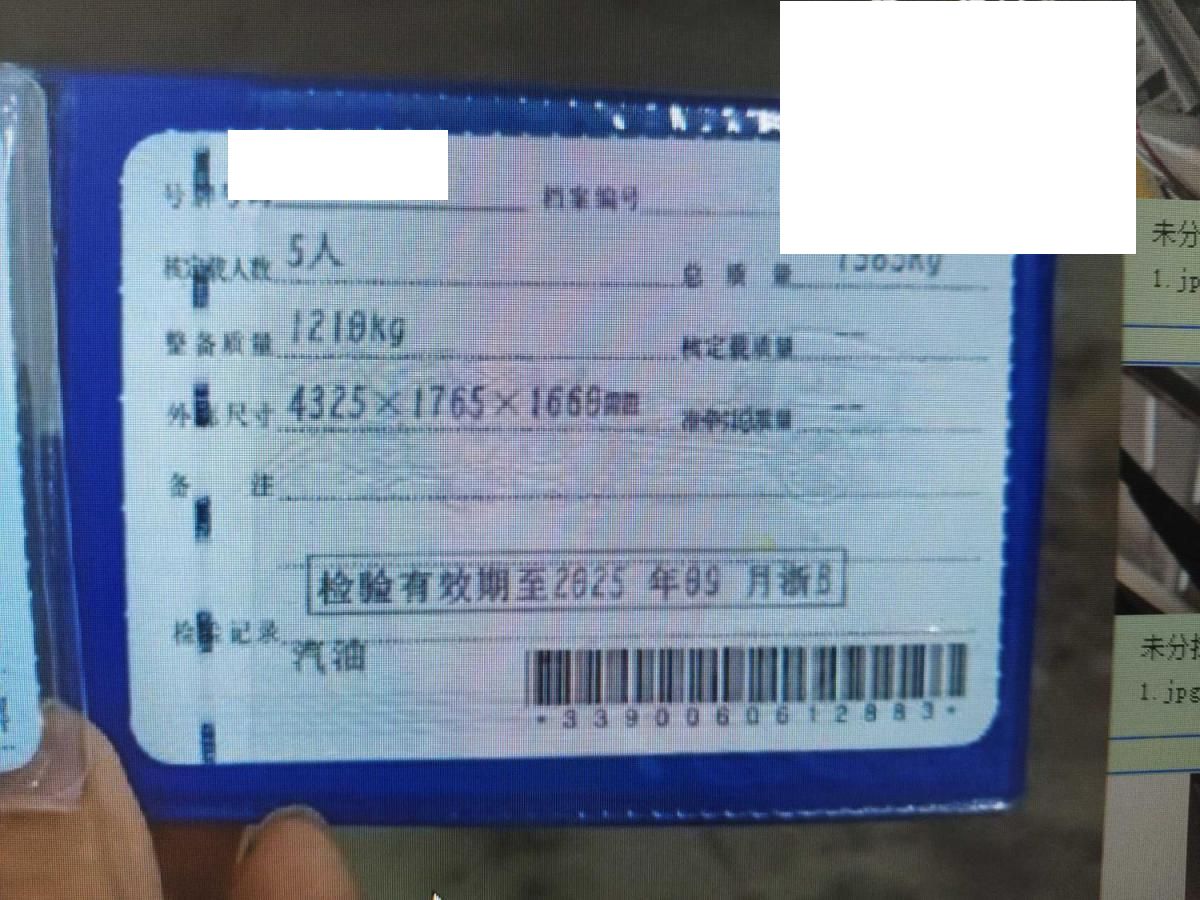 号牌号码 档案编号
核定载人数 5人 总质量
整备质量 1210kg 核定载质量 --
外廓尺寸 4325×1765×1660mm 准牵引总质量 --
备注
检验有效期至2025年09月浙B
检验记录
汽油
*3390060612883*
未分
1.jp
未分
1.jpg